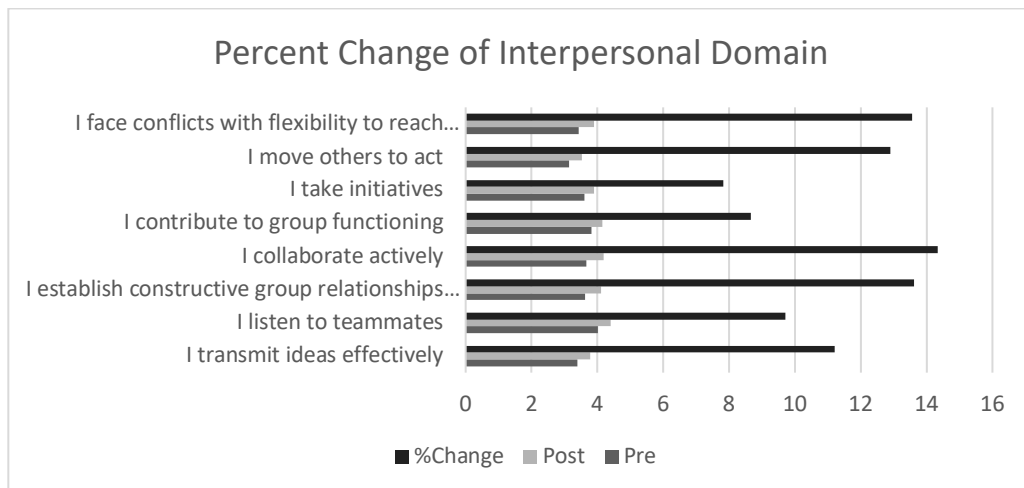 Percent Change of Interpersonal Domain
I face conflicts with flexibility to reach...
I move others to act
I take initiatives
I contribute to group functioning
I collaborate actively
I establish constructive group relationships...
I listen to teammates
I transmit ideas effectively
0 2 4 6 8 10 12 14 16
%Change Post Pre